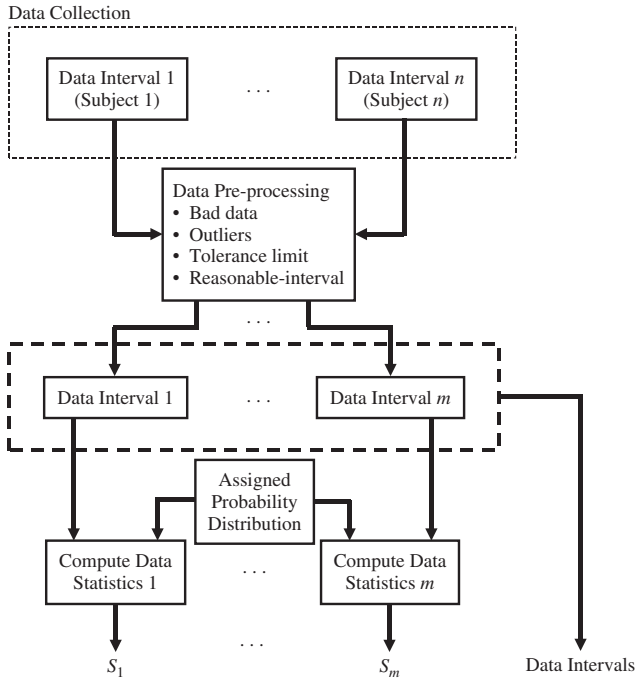 Data Collection
Data Interval 1
(Subject 1)
. . .
Data Interval n
(Subject n)
Data Pre-processing
• Bad data
• Outliers
• Tolerance limit
• Reasonable-interval
. . .
Data Interval 1
. . .
Data Interval m
Assigned
Probability
Distribution
Compute Data
Statistics 1
. . .
Compute Data
Statistics m
S1
. . .
Sm
Data Intervals